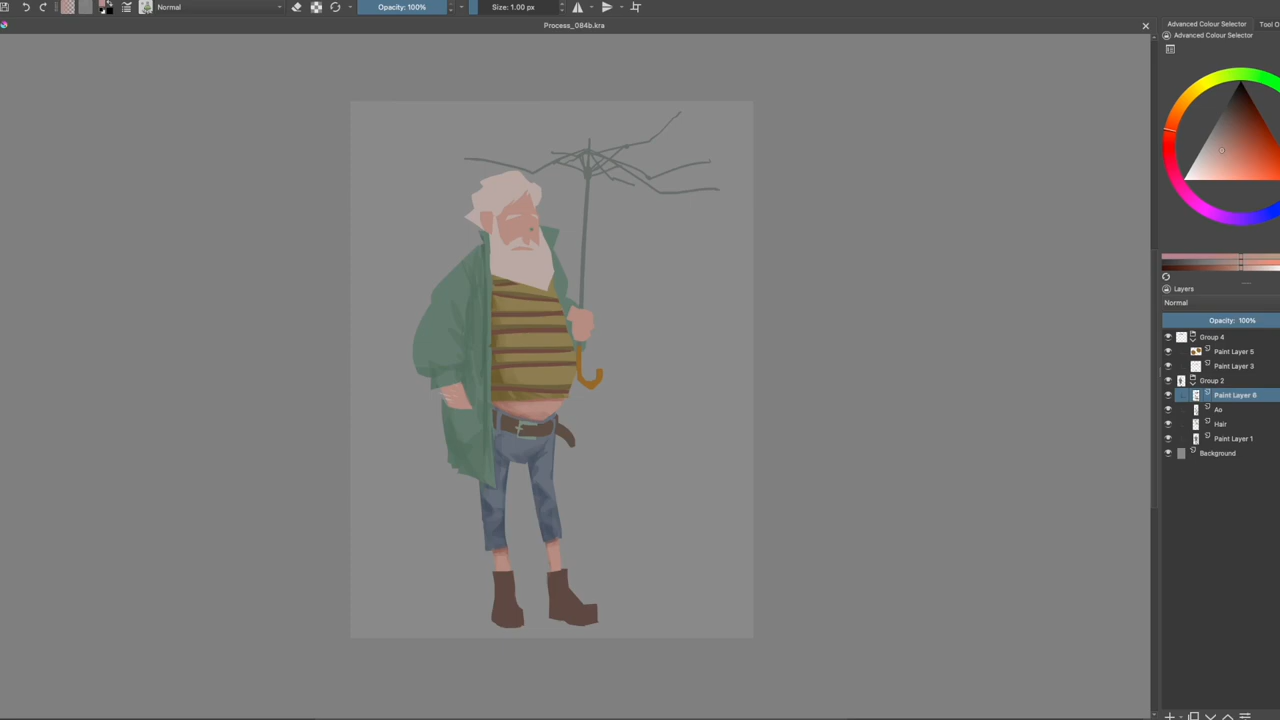 Normal
Opacity: 100%
Size: 1.00 px
Process_084b.kra
Advanced Colour Selector
Tool O
Advanced Colour Selector
Layers
Normal
Opacity: 100%
Group 4
Paint Layer 5
Paint Layer 3
Group 2
Paint Layer 6
Ao
Hair
Paint Layer 1
Background